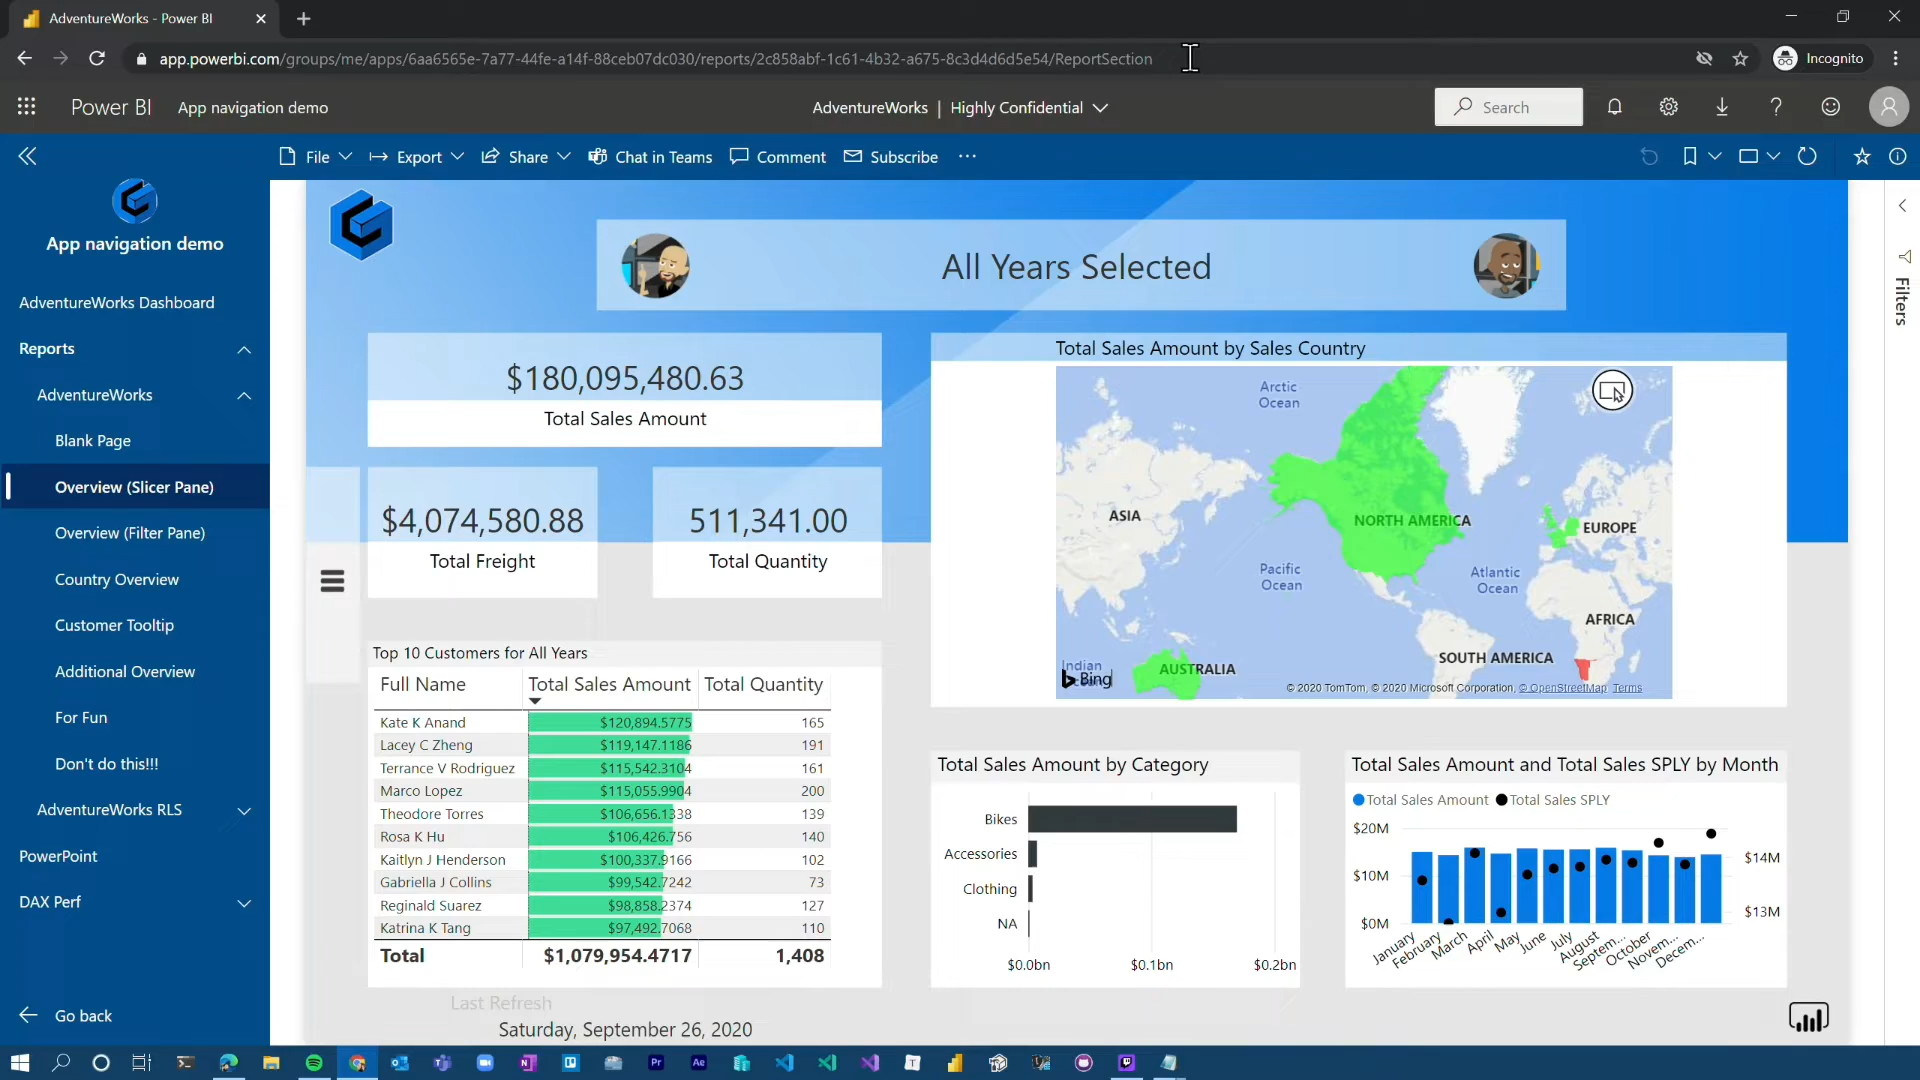 AdventureWorks - Power BI
app.powerbi.com/groups/me/apps/6aa6565e-7a77-44fe-a14f-88ceb07dc030/reports/2c858abf-1c61-4b32-a675-8c3d4d6d5e54/ReportSection
Incognito
Power BI
App navigation demo
AdventureWorks | Highly Confidential
Search
File
Export
Share
Chat in Teams
Comment
Subscribe
App navigation demo
AdventureWorks Dashboard
Reports
AdventureWorks
Blank Page
Overview (Slicer Pane)
Overview (Filter Pane)
Country Overview
Customer Tooltip
Additional Overview
For Fun
Don't do this!!!
AdventureWorks RLS
PowerPoint
DAX Perf
Go back
All Years Selected
$180,095,480.63
Total Sales Amount
$4,074,580.88
Total Freight
511,341.00
Total Quantity
Total Sales Amount by Sales Country
Arctic
Ocean
ASIA
NORTH AMERICA
EUROPE
Pacific
Ocean
Atlantic
Ocean
AFRICA
SOUTH AMERICA
AUSTRALIA
Indian
Bing
© 2020 TomTom, © 2020 Microsoft Corporation, © OpenStreetMap Terms
Filters
Top 10 Customers for All Years
Full Name Total Sales Amount Total Quantity
Kate K Anand $120,894.5775 165
Lacey C Zheng $119,147.1186 191
Terrance V Rodriguez $115,542.3104 161
Marco Lopez $115,055.9904 200
Theodore Torres $106,656.1338 139
Rosa K Hu $106,426.756 140
Kaitlyn J Henderson $100,337.9166 102
Gabriella J Collins $99,542.7242 73
Reginald Suarez $98,858.2374 127
Katrina K Tang $97,492.7068 110
Total $1,079,954.4717 1,408
Last Refresh
Saturday, September 26, 2020
Total Sales Amount by Category
Bikes
Accessories
Clothing
NA
$0.0bn $0.1bn $0.2bn
Total Sales Amount and Total Sales SPLY by Month
Total Sales Amount Total Sales SPLY
$20M
$10M
$0M
$14M
$13M
January February March April May June July August Septem... October Novem... Decem...